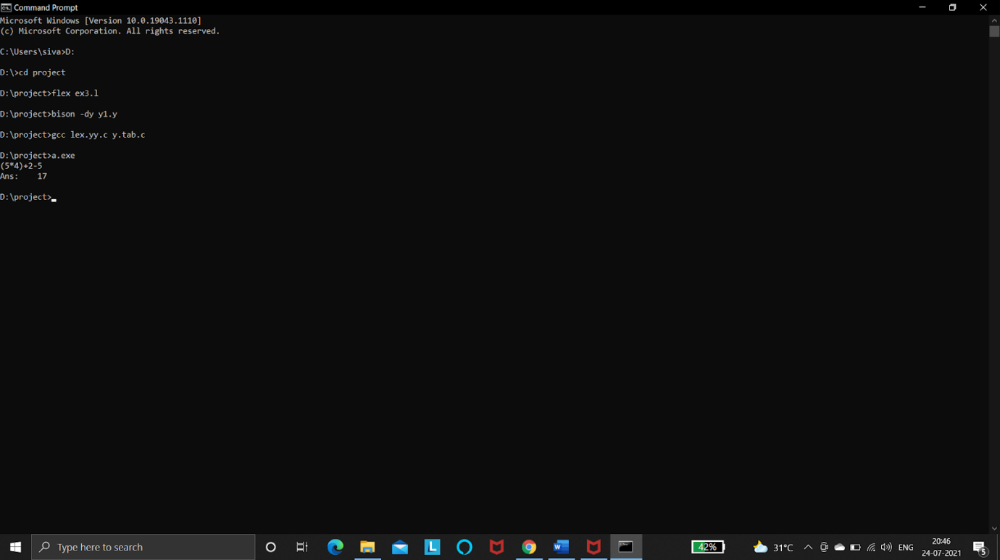 Command Prompt
Microsoft Windows [Version 10.0.19043.1110]
(c) Microsoft Corporation. All rights reserved.
C:\Users\siva>D:
D:\>cd project
D:\project>flex ex3.l
D:\project>bison -dy y1.y
D:\project>gcc lex.yy.c y.tab.c
D:\project>a.exe
(5*4)+2-5
Ans:    17
D:\project>
Type here to search
L
W
42%
31°C
ENG
20:46
24-07-2021
5